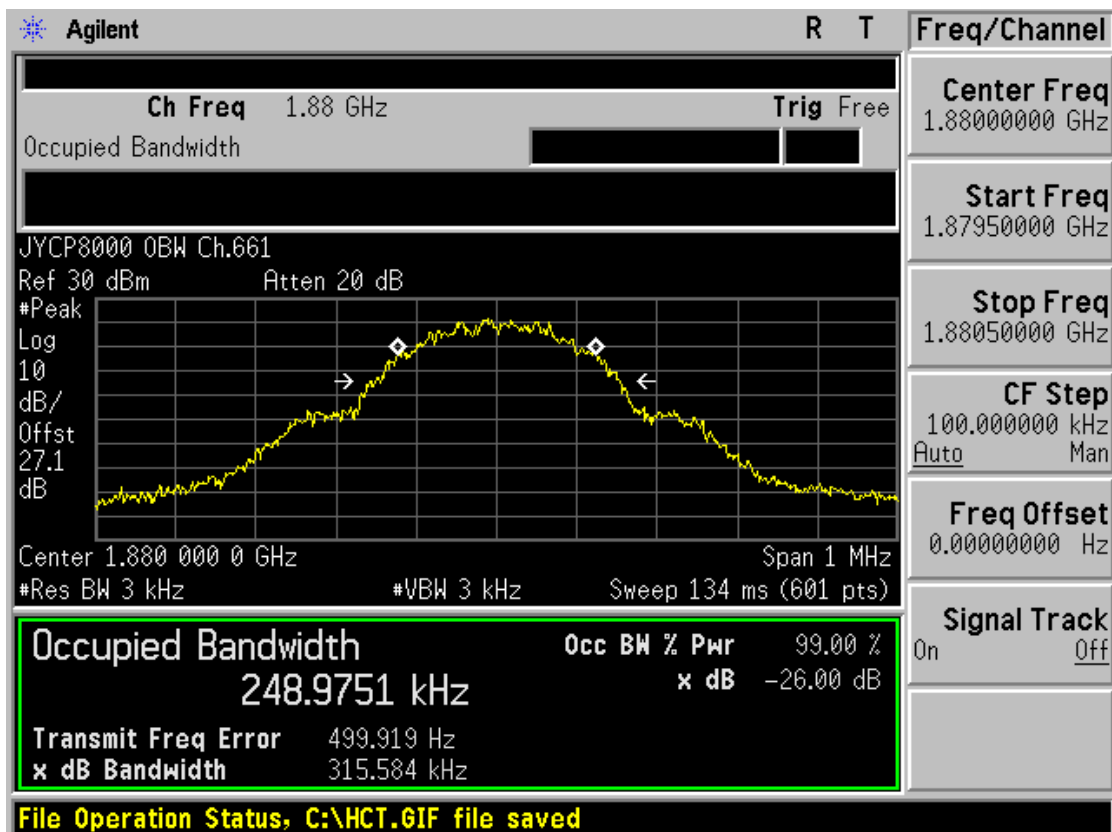 Agilent
R T
Freq/Channel
Ch Freq 1.88 GHz
Trig Free
Occupied Bandwidth
Center Freq
1.88000000 GHz
Start Freq
1.87950000 GHz
Stop Freq
1.88050000 GHz
CF Step
100.000000 kHz
Auto Man
Freq Offset
0.00000000 Hz
Signal Track
On Off
JYCP8000 OBW Ch.661
Ref 30 dBm Atten 20 dB
#Peak
Log
10
dB/
Offst
27.1
dB
Center 1.880 000 0 GHz Span 1 MHz
#Res BW 3 kHz #VBW 3 kHz Sweep 134 ms (601 pts)
Occupied Bandwidth
248.9751 kHz
Occ BW % Pwr 99.00 %
x dB -26.00 dB
Transmit Freq Error 499.919 Hz
x dB Bandwidth 315.584 kHz
File Operation Status, C:\HCT.GIF file saved